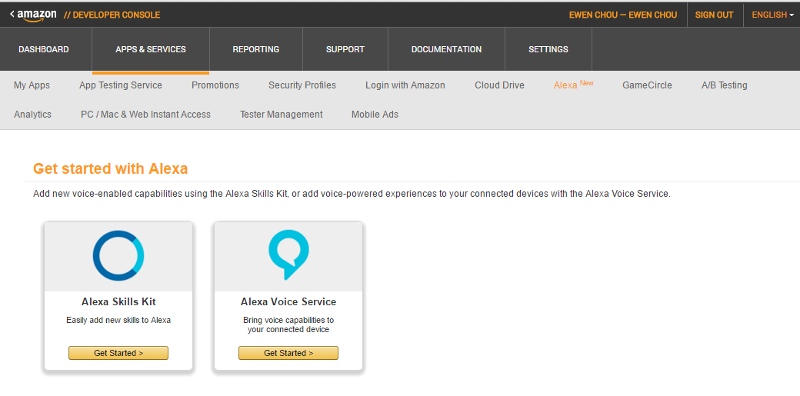 < amazon // DEVELOPER CONSOLE EWEN CHOU — EWEN CHOU SIGN OUT ENGLISH
DASHBOARD APPS & SERVICES REPORTING SUPPORT DOCUMENTATION SETTINGS
My Apps App Testing Service Promotions Security Profiles Login with Amazon Cloud Drive Alexa New GameCircle A/B Testing
Analytics PC / Mac & Web Instant Access Tester Management Mobile Ads
Get started with Alexa
Add new voice-enabled capabilities using the Alexa Skills Kit, or add voice-powered experiences to your connected devices with the Alexa Voice Service.
Alexa Skills Kit
Easily add new skills to Alexa
Get Started >
Alexa Voice Service
Bring voice capabilities to
your connected device
Get Started >